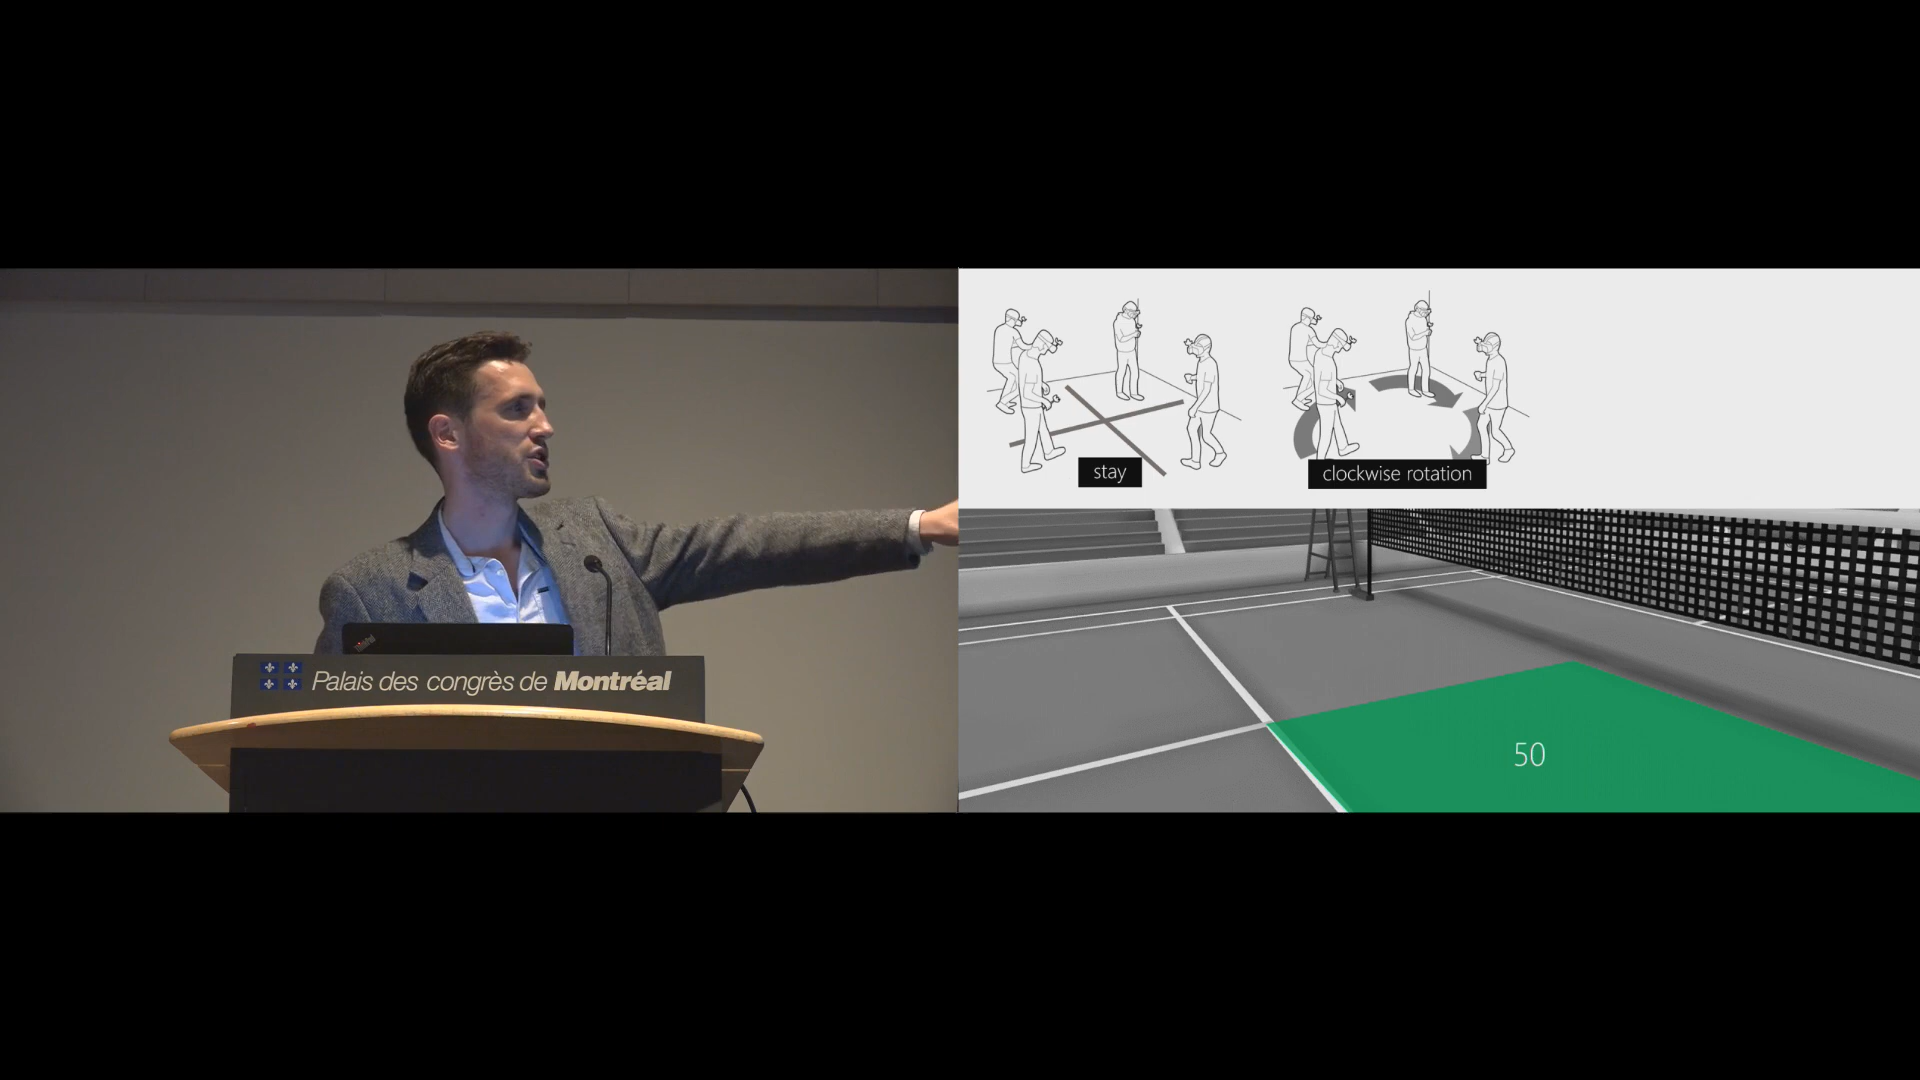 Palais des congrès de Montréal
stay
clockwise rotation
50